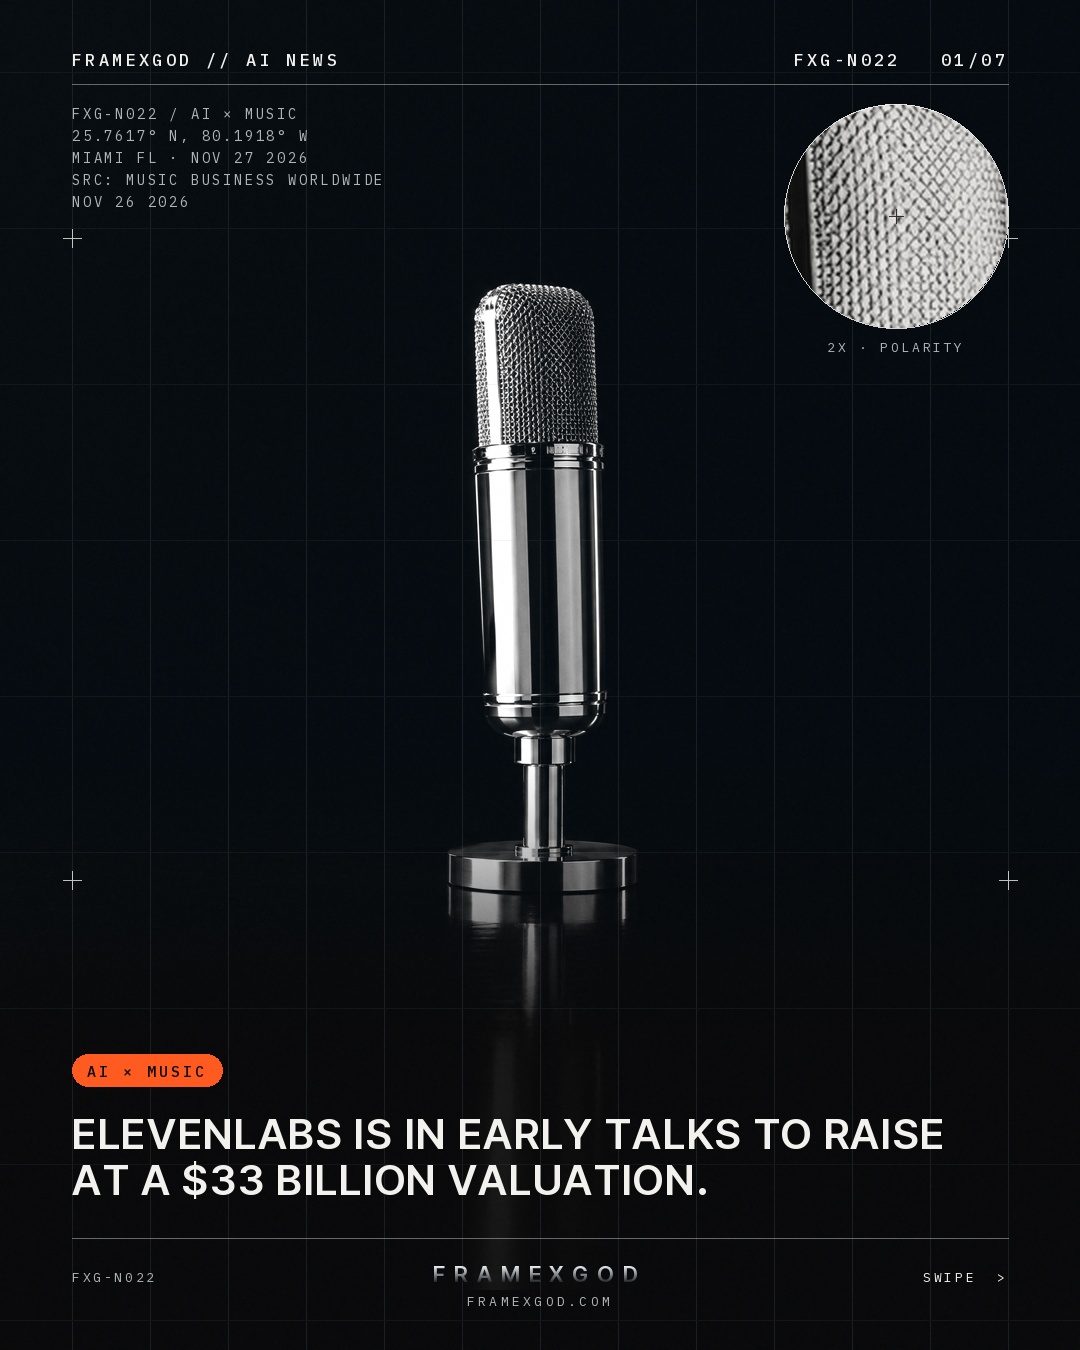 FRAMEXGOD // AI NEWS
FXG-N022 01/07
FXG-N022 / AI × MUSIC
25.7617° N, 80.1918° W
MIAMI FL · NOV 27 2026
SRC: MUSIC BUSINESS WORLDWIDE
NOV 26 2026
2X · POLARITY
AI × MUSIC
ELEVENLABS IS IN EARLY TALKS TO RAISE
AT A $33 BILLION VALUATION.
FXG-N022
FRAMEXGOD
SWIPE >
FRAMEXGOD.COM